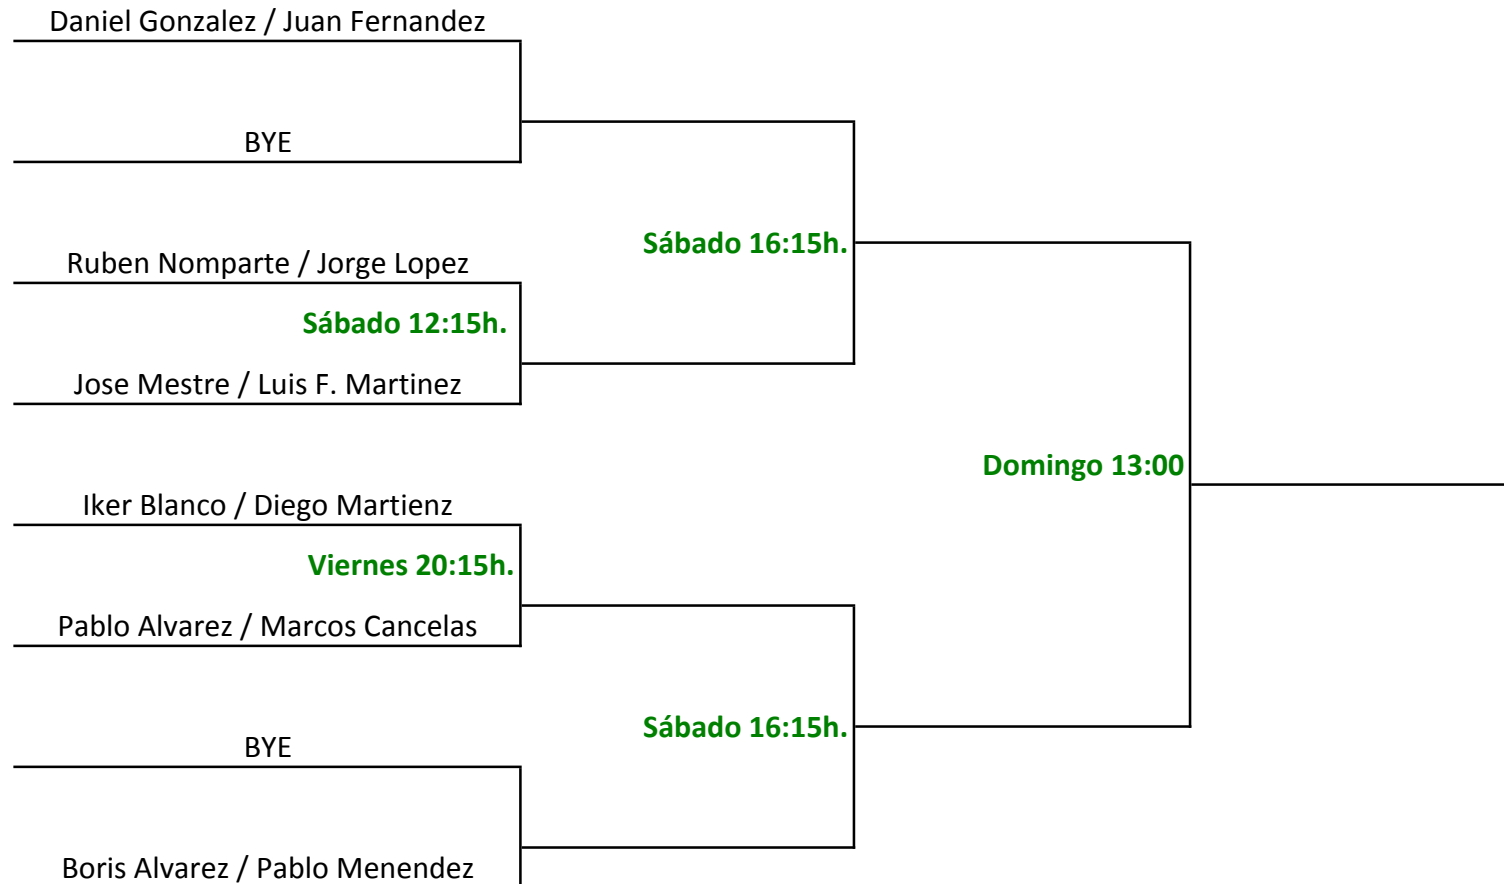 Daniel Gonzalez / Juan Fernandez
BYE
Sábado 16:15h.
Ruben Nomparte / Jorge Lopez
Sábado 12:15h.
Jose Mestre / Luis F. Martinez
Domingo 13:00
Iker Blanco / Diego Martienz
Viernes 20:15h.
Pablo Alvarez / Marcos Cancelas
Sábado 16:15h.
BYE
Boris Alvarez / Pablo Menendez